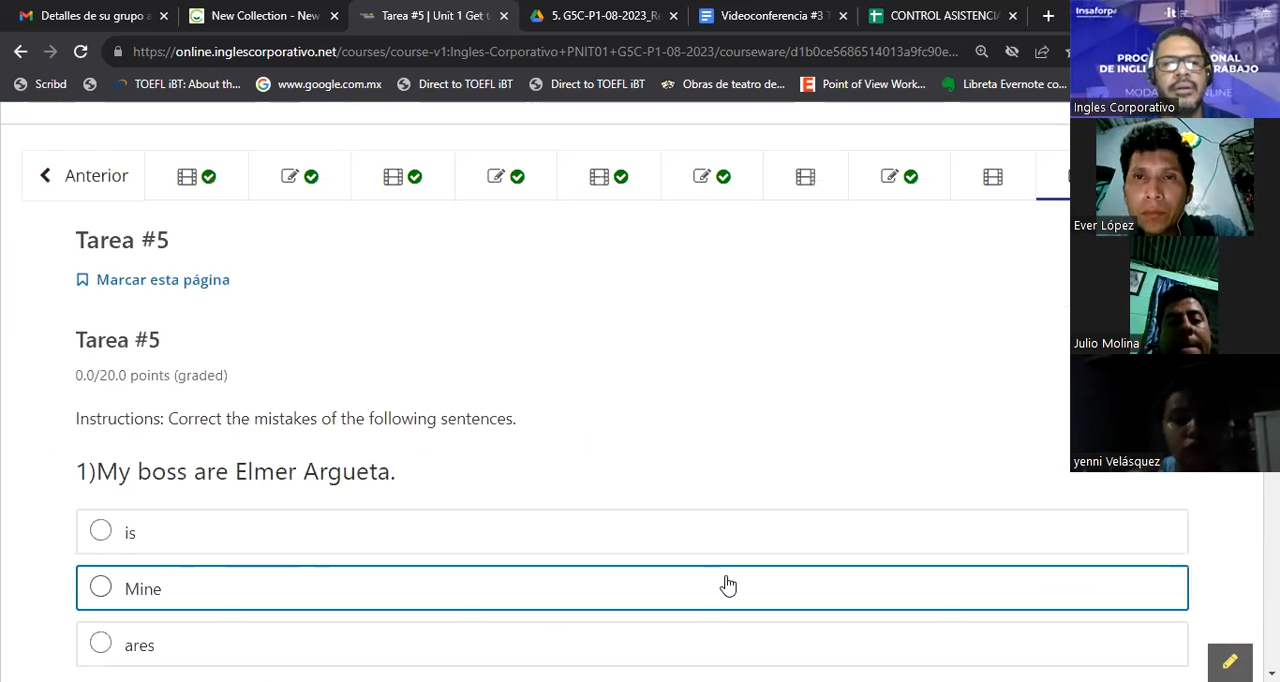 Detalles de su grupo a
New Collection - New
Tarea #5 | Unit 1 Get
5. G5C-P1-08-2023_Re
Videoconferencia #3 T
CONTROL ASISTENCIA
https://online.inglescorporativo.net/courses/course-v1:Ingles-Corporativo+PNIT01+G5C-P1-08-2023/courseware/d1b0ce5686514013a9fc90e...
Scribd
TOEFL iBT: About th...
www.google.com.mx
Direct to TOEFL iBT
Direct to TOEFL iBT
Obras de teatro de...
Point of View Work...
Libreta Evernote co...
Insaforp
it
Ingles Corporativo
Ever López
Julio Molina
yenni Velásquez
Anterior
Tarea #5
Marcar esta página
Tarea #5
0.0/20.0 points (graded)
Instructions: Correct the mistakes of the following sentences.
1)My boss are Elmer Argueta.
is
Mine
ares